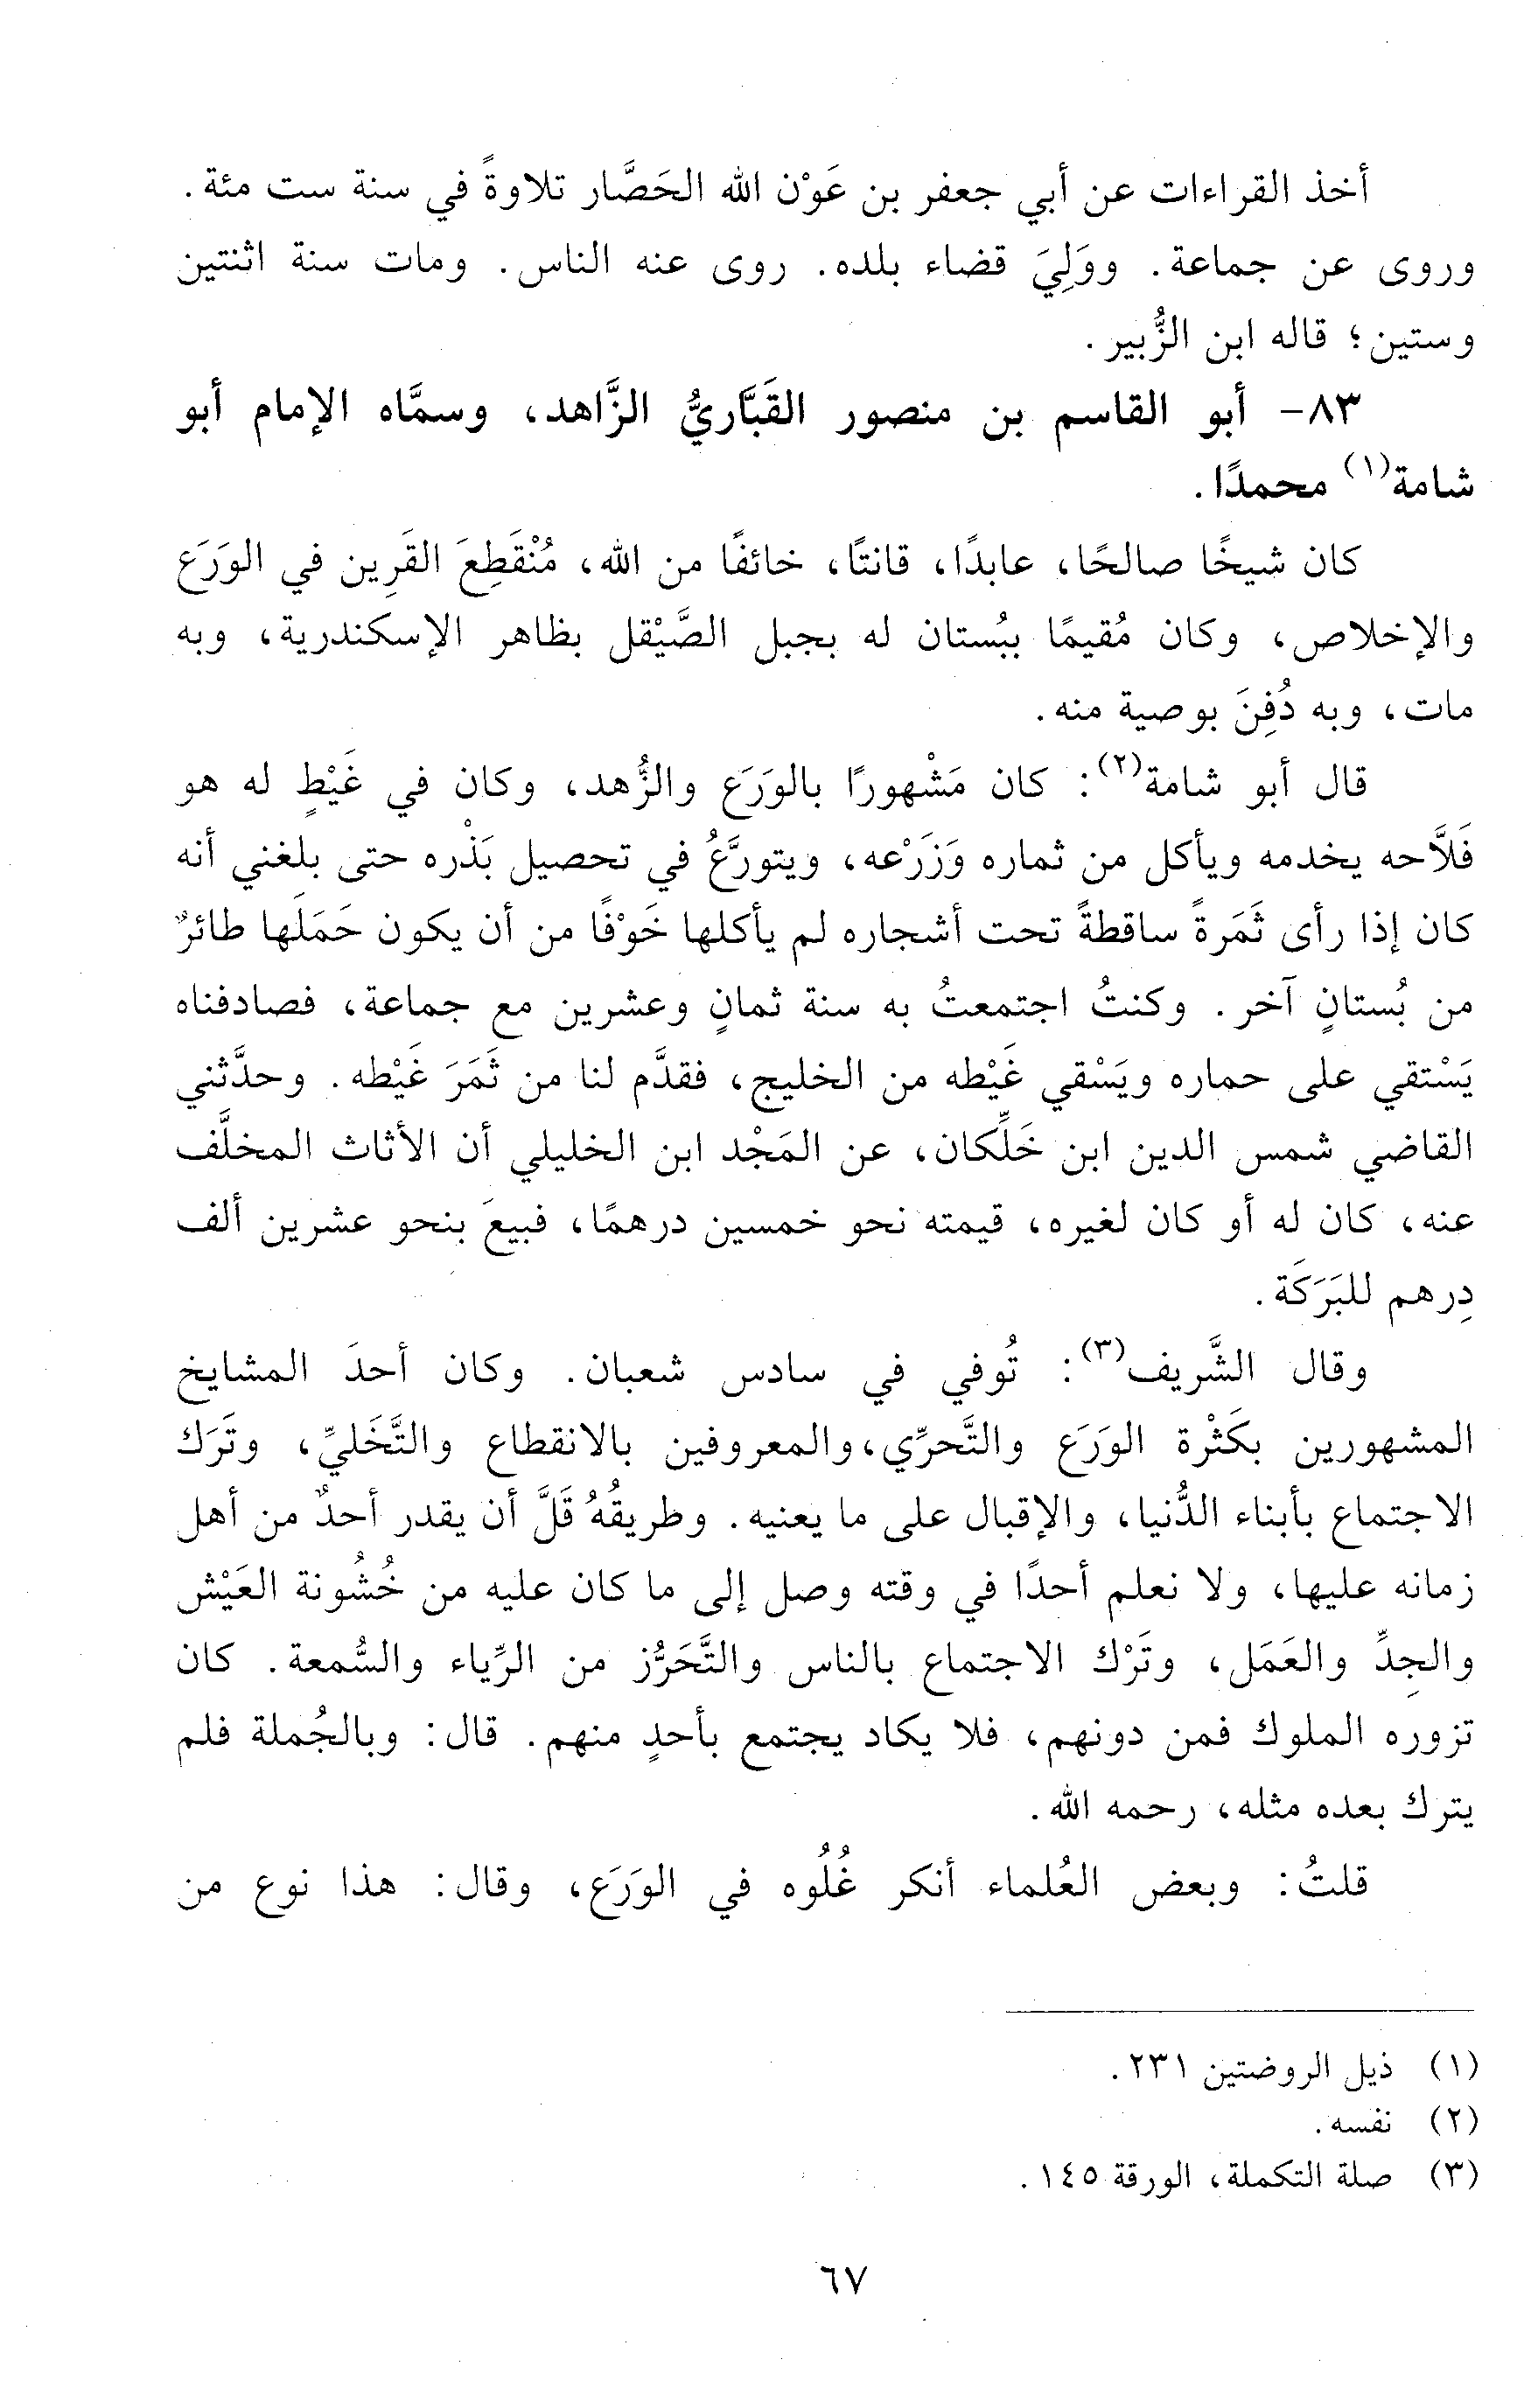 أخذ القراءات عن أبي جعفر بن عَوْن الله الحَصَّار تلاوةً في سنة ست مئة.
وروى عن جماعة. ووَلِيَ قضاء بلده. روى عنه الناس. ومات سنة اثنتين
وستين؛ قاله ابن الزُّبير.
٨٣- أبو القاسم بن منصور القَبَّاريُّ الزَّاهد، وسمَّاه الإمام أبو
شامة(١) محمدًا.
كان شيخًا صالحًا، عابدًا، قانتًا، خائفًا من الله، مُنْقَطِعَ القَرِين في الوَرَع
والإخلاص، وكان مُقيمًا ببُستان له بجبل الصَّيْقل بظاهر الإسكندرية، وبه
مات، وبه دُفِنَ بوصية منه.
قال أبو شامة(٢): كان مَشْهورًا بالوَرَع والزُّهد، وكان في غَيْطٍ له هو
فَلاَّحه يخدمه ويأكل من ثماره وَزَرْعه، ويتورَّعُ في تحصيل بَذْره حتى بلغني أنه
كان إذا رأى ثَمَرةً ساقطةً تحت أشجاره لم يأكلها خَوْفًا من أن يكون حَمَلَها طائرٌ
من بُستانٍ آخر. وكنتُ اجتمعتُ به سنة ثمانٍ وعشرين مع جماعة، فصادفناه
يَسْتقي على حماره ويَسْقي غَيْطه من الخليج، فقدَّم لنا من ثَمَرَ غَيْطه. وحدَّثني
القاضي شمس الدين ابن خَلِّكان، عن المَجْد ابن الخليلي أن الأثاث المخلَّف
عنه، كان له أو كان لغيره، قيمته نحو خمسين درهمًا، فبيعَ بنحو عشرين ألف
دِرهم للبَرَكَة.
وقال الشَّريف(٣): تُوفي في سادس شعبان. وكان أحدَ المشايخ
المشهورين بكَثْرة الوَرَع والتَّحرِّي، والمعروفين بالانقطاع والتَّخَليِّ، وتَرَك
الاجتماع بأبناء الدُّنيا، والإقبال على ما يعنيه. وطريقُهُ قَلَّ أن يقدر أحدٌ من أهل
زمانه عليها، ولا نعلم أحدًا في وقته وصل إلى ما كان عليه من خُشُونة العَيْش
والجِدِّ والعَمَل، وتَرْك الاجتماع بالناس والتَّحَرُّز من الرِّياء والسُّمعة. كان
تزوره الملوك فمن دونهم، فلا يكاد يجتمع بأحدٍ منهم. قال: وبالجُملة فلم
يترك بعده مثله، رحمه الله.
قلتُ: وبعض العُلماء أنكر غُلُوه في الوَرَع، وقال: هذا نوع من
(١) ذيل الروضتين ٢٣١.
(٢) نفسه.
(٣) صلة التكملة، الورقة ١٤٥.
٦٧